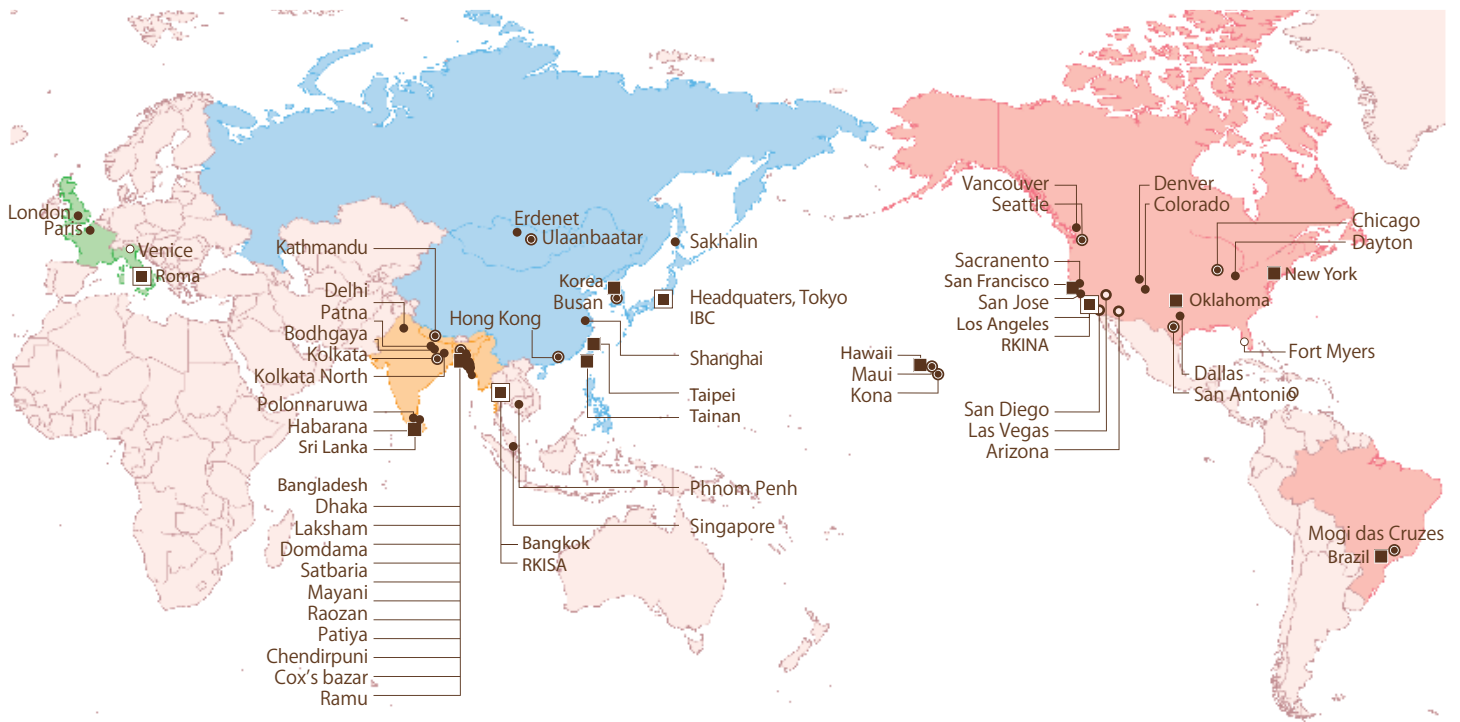 London
Paris
Venice
Roma
Kathmandu
Delhi
Patna
Bodhgaya
Kolkata
Kolkata North
Polonnaruwa
Habarana
Sri Lanka
Bangladesh
Dhaka
Laksham
Domdama
Satbaria
Mayani
Raozan
Patiya
Chendirpuni
Cox's bazar
Ramu
Erdenet
Ulaanbaatar
Sakhalin
Korea
Busan
Headquaters, Tokyo
IBC
Hong Kong
Shanghai
Taipei
Tainan
Phnom Penh
Singapore
Bangkok
RKISA
Hawaii
Maui
Kona
Vancouver
Seattle
Sacranento
San Francisco
San Jose
Los Angeles
RKINA
San Diego
Las Vegas
Arizona
Denver
Colorado
Chicago
Dayton
New York
Oklahoma
Fort Myers
Dallas
San Antonio
Mogi das Cruzes
Brazil